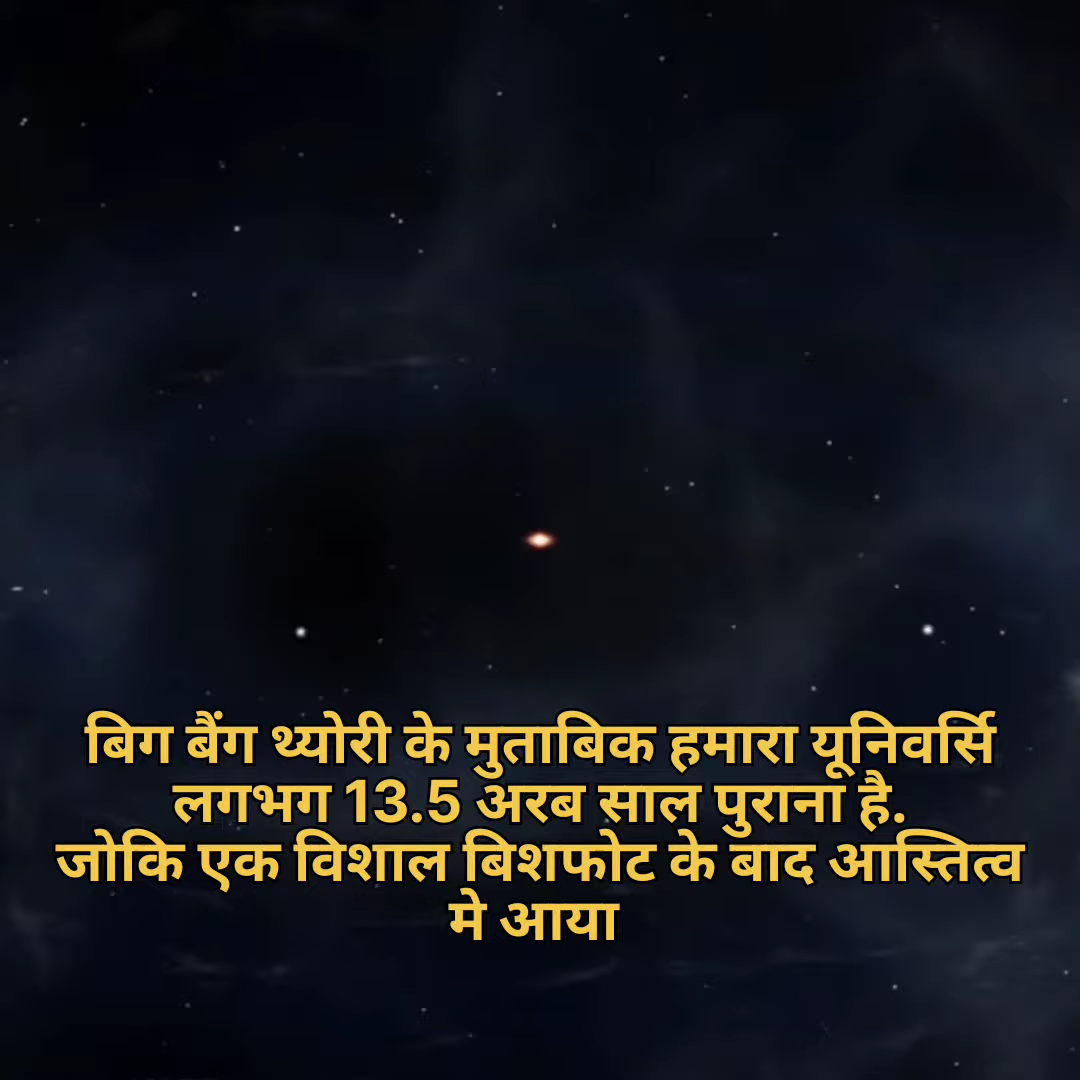 बिग बैंग थ्योरी के मुताबिक हमारा यूनिवर्सि
लगभग 13.5 अरब साल पुराना है.
जोकि एक विशाल बिशफोट के बाद आस्तित्व
मे आया